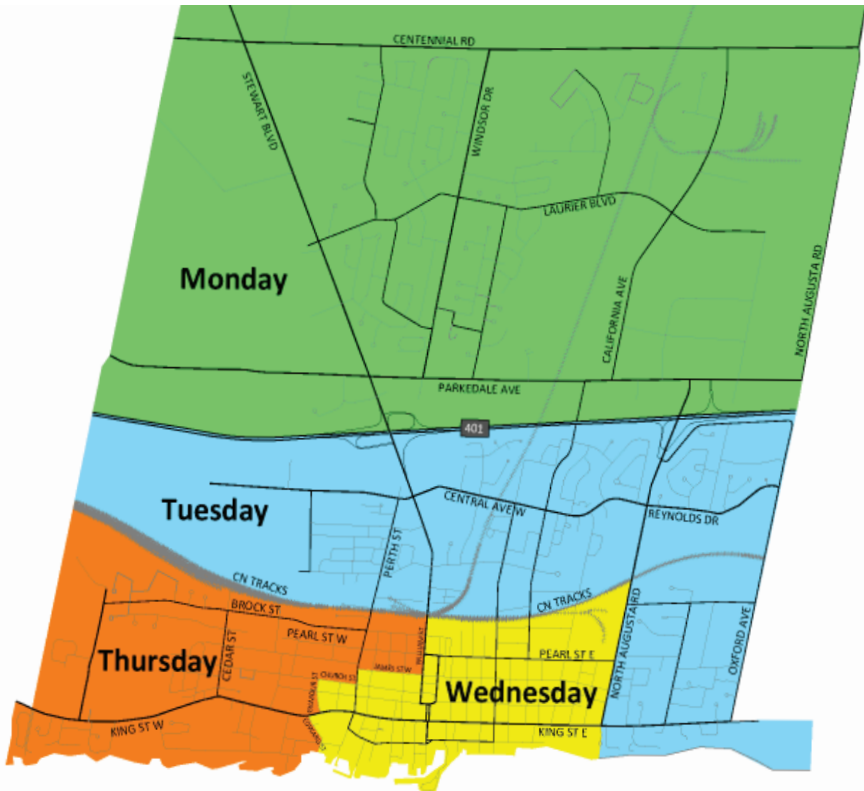 CENTENNIAL RD
STEWART BLVD
WINDSOR DR
LAURIER BLVD
Monday
CALIFORNIA AVE
NORTH AUGUSTA RD
PARKEDALE AVE
401
Tuesday
CENTRAL AVE W
REYNOLDS DR
PERTH ST
CN TRACKS
CN TRACKS
BROCK ST
PEARL ST W
CEDAR ST
Thursday
JAMES ST W
CHURCH ST
PEARL ST E
NORTH AUGUSTA RD
OXFORD AVE
Wednesday
KING ST W
KING ST E